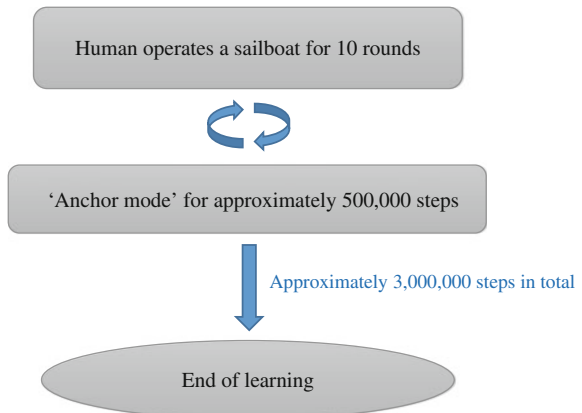 Human operates a sailboat for 10 rounds
‘Anchor mode’ for approximately 500,000 steps
Approximately 3,000,000 steps in total
End of learning